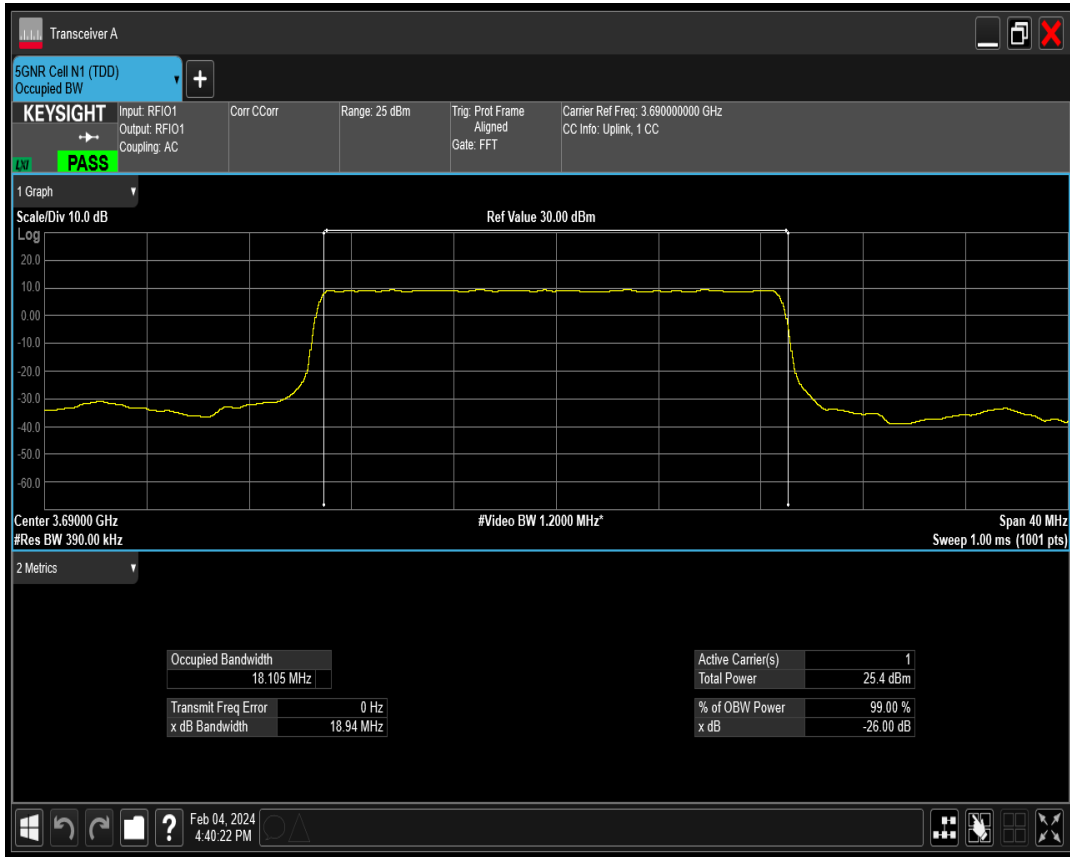 Transceiver A
5GNR Cell N1 (TDD)
Occupied BW
+
KEYSIGHT
LXI
PASS
Input: RFIO1
Output: RFIO1
Coupling: AC
Corr CCorr
Range: 25 dBm
Trig: Prot Frame
Aligned
Gate: FFT
Carrier Ref Freq: 3.690000000 GHz
CC Info: Uplink, 1 CC
1 Graph
Scale/Div 10.0 dB
Ref Value 30.00 dBm
Log
20.0
10.0
0.00
-10.0
-20.0
-30.0
-40.0
-50.0
-60.0
Center 3.69000 GHz
#Video BW 1.2000 MHz*
Span 40 MHz
#Res BW 390.00 kHz
Sweep 1.00 ms (1001 pts)
2 Metrics
Occupied Bandwidth
18.105 MHz
Transmit Freq Error 0 Hz
x dB Bandwidth 18.94 MHz
Active Carrier(s) 1
Total Power 25.4 dBm
% of OBW Power 99.00 %
x dB -26.00 dB
?
Feb 04, 2024
4:40:22 PM